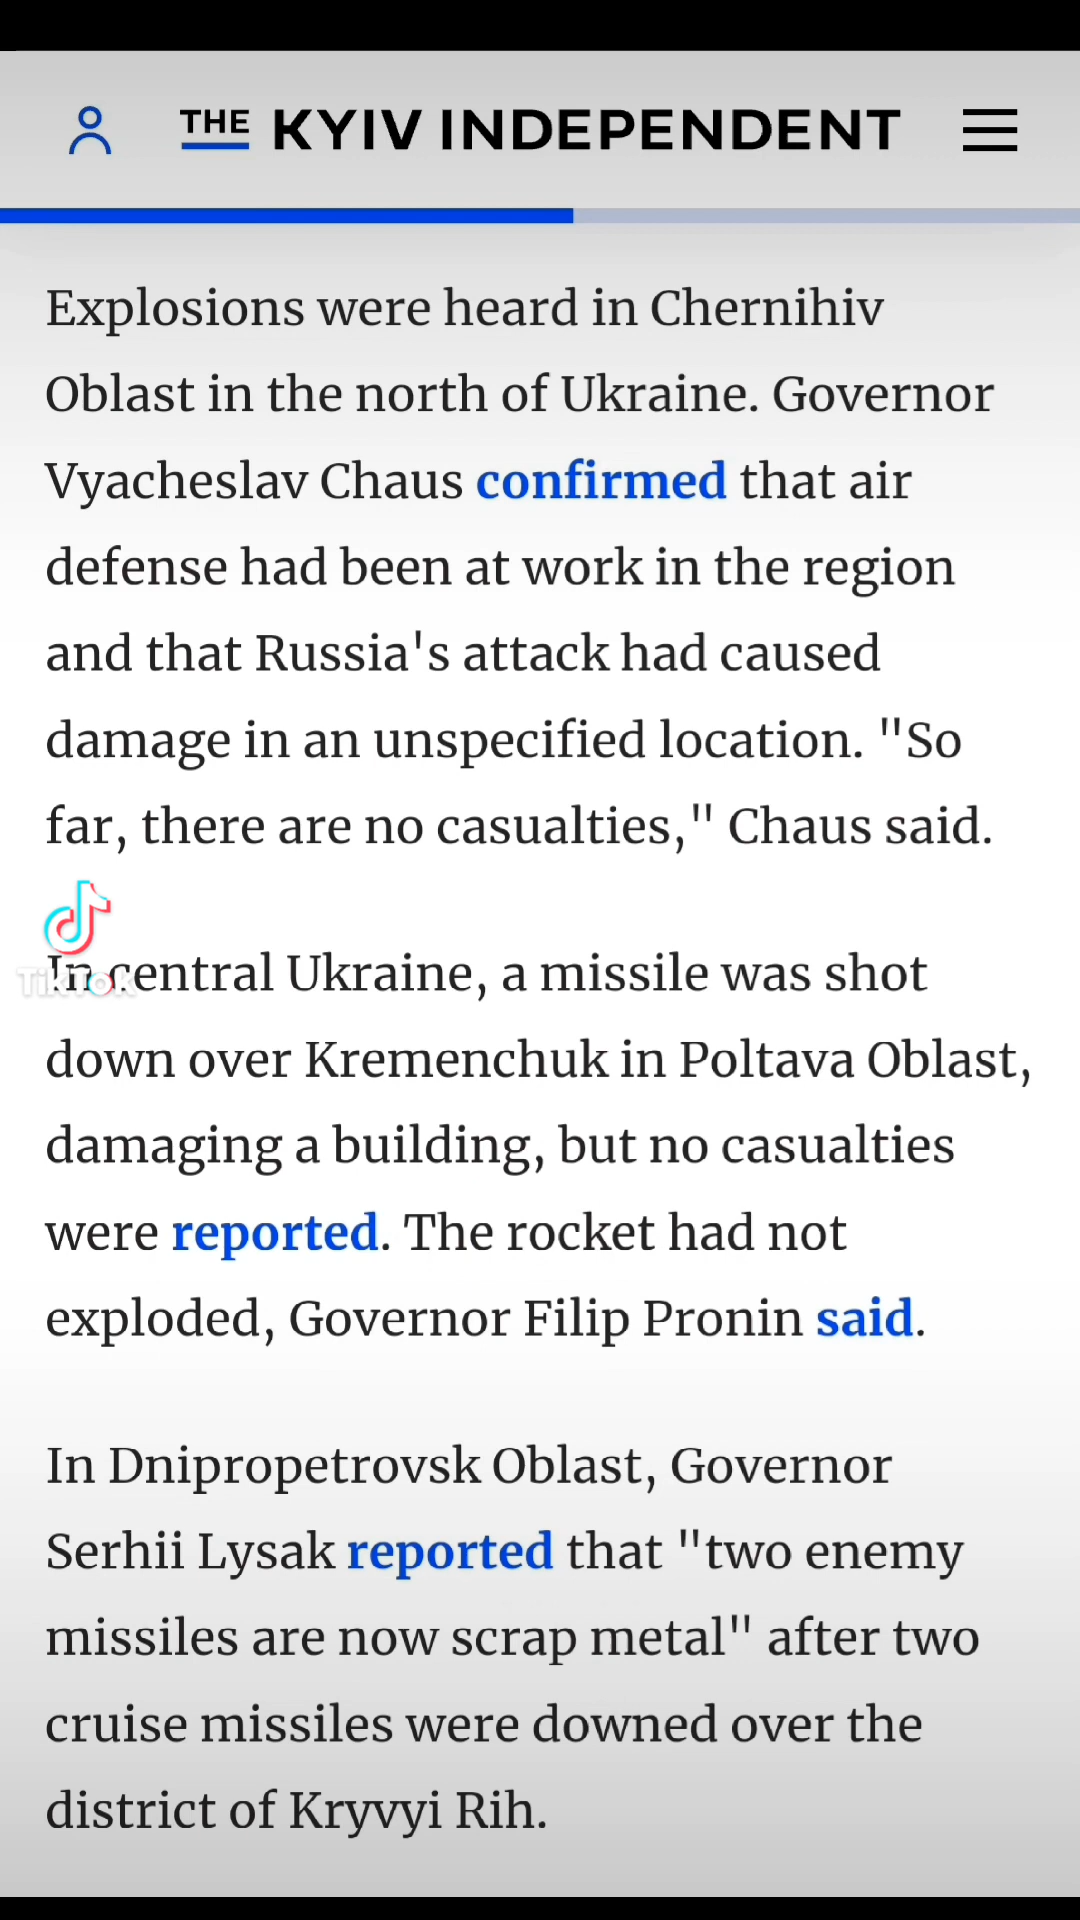 THE KYIV INDEPENDENT
Explosions were heard in Chernihiv
Oblast in the north of Ukraine. Governor
Vyacheslav Chaus confirmed that air
defense had been at work in the region
and that Russia's attack had caused
damage in an unspecified location. "So
far, there are no casualties," Chaus said.
TikTok
In central Ukraine, a missile was shot
down over Kremenchuk in Poltava Oblast,
damaging a building, but no casualties
were reported. The rocket had not
exploded, Governor Filip Pronin said.
In Dnipropetrovsk Oblast, Governor
Serhii Lysak reported that "two enemy
missiles are now scrap metal" after two
cruise missiles were downed over the
district of Kryvyi Rih.